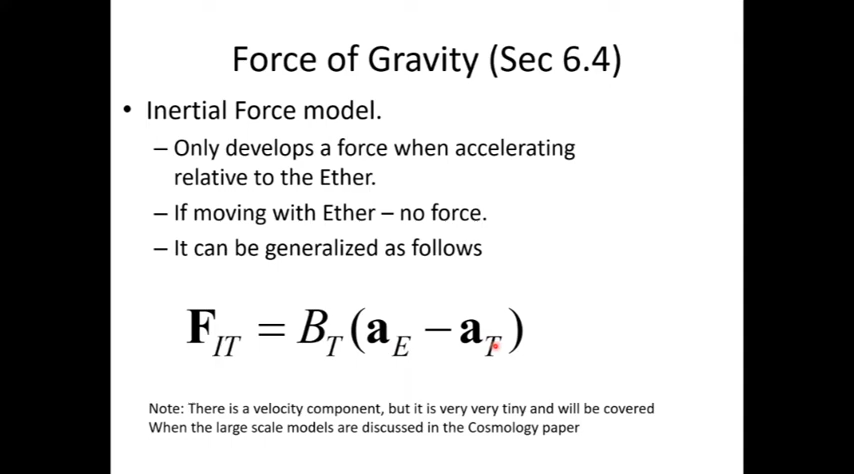 Force of Gravity (Sec 6.4)
• Inertial Force model.
– Only develops a force when accelerating
relative to the Ether.
– If moving with Ether – no force.
– It can be generalized as follows
F_IT = B_T(a_E − a_T)
Note: There is a velocity component, but it is very very tiny and will be covered
When the large scale models are discussed in the Cosmology paper